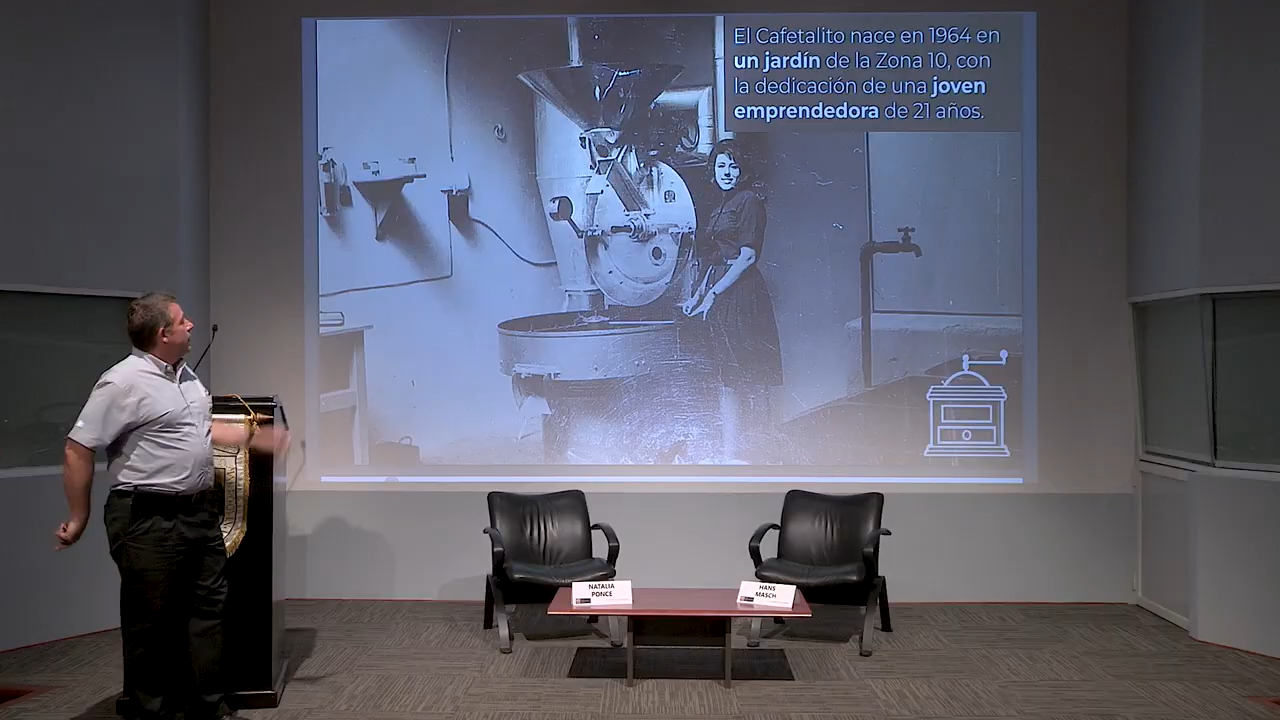 El Cafetalito nace en 1964 en
un jardín de la Zona 10, con
la dedicación de una joven
emprendedora de 21 años.
NATALIA
PONCE
HANS
MASCH